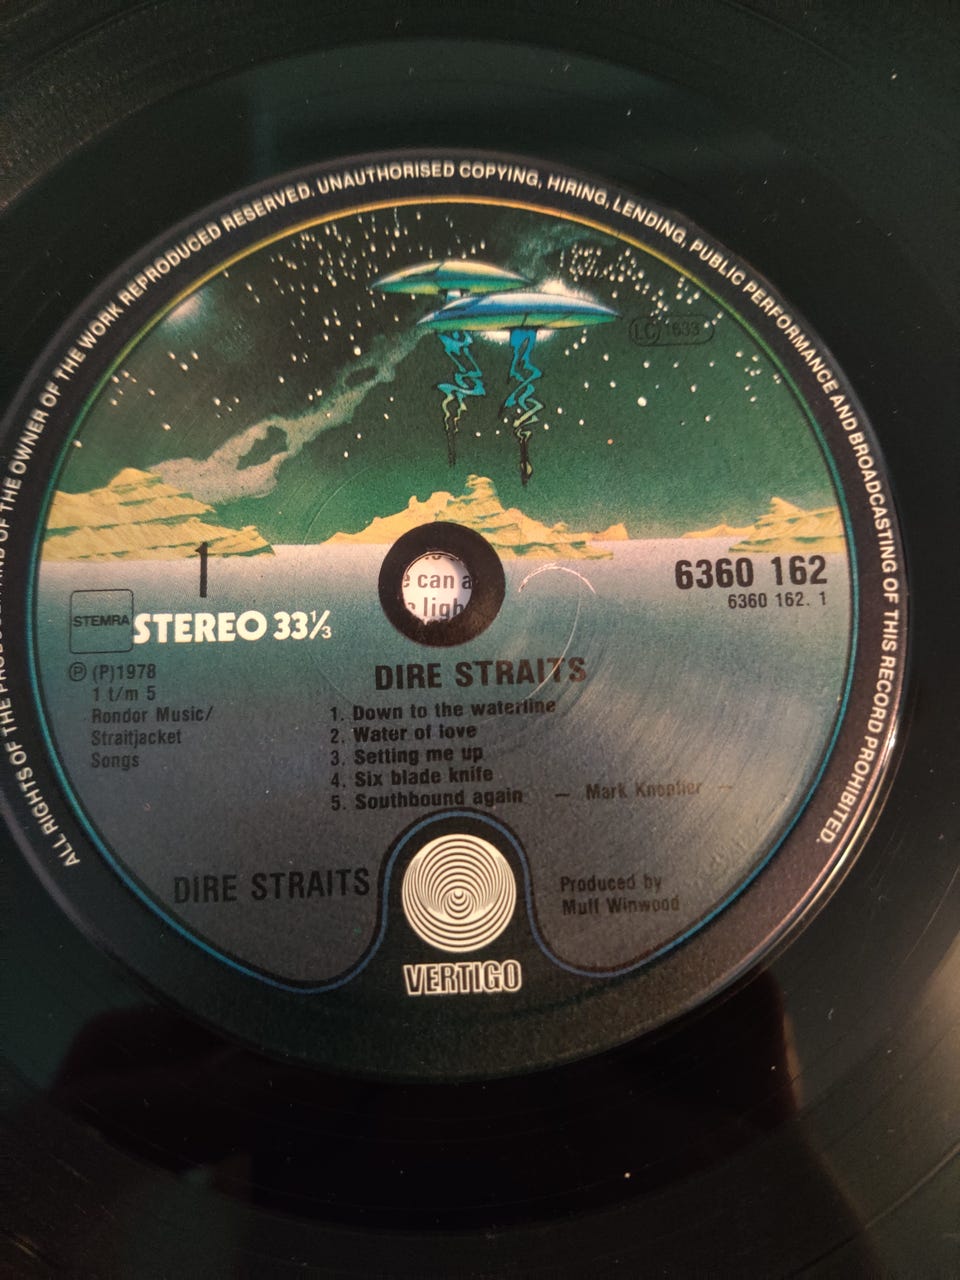 ALL RIGHTS OF THE PRODUCER AND OF THE OWNER OF THE WORK REPRODUCED RESERVED. UNAUTHORISED COPYING, HIRING, LENDING, PUBLIC PERFORMANCE AND BROADCASTING OF THIS RECORD PROHIBITED.
LC 1633
1
STEMRA
STEREO 33⅓
6360 162
6360 162. 1
e can a
ligh
Ⓟ (P)1978
1 t/m 5
Rondor Music/
Straitjacket
Songs
DIRE STRAITS
1. Down to the waterline
2. Water of love
3. Setting me up
4. Six blade knife
5. Southbound again — Mark Knopfler —
DIRE STRAITS
Produced by
Muff Winwood
VERTIGO